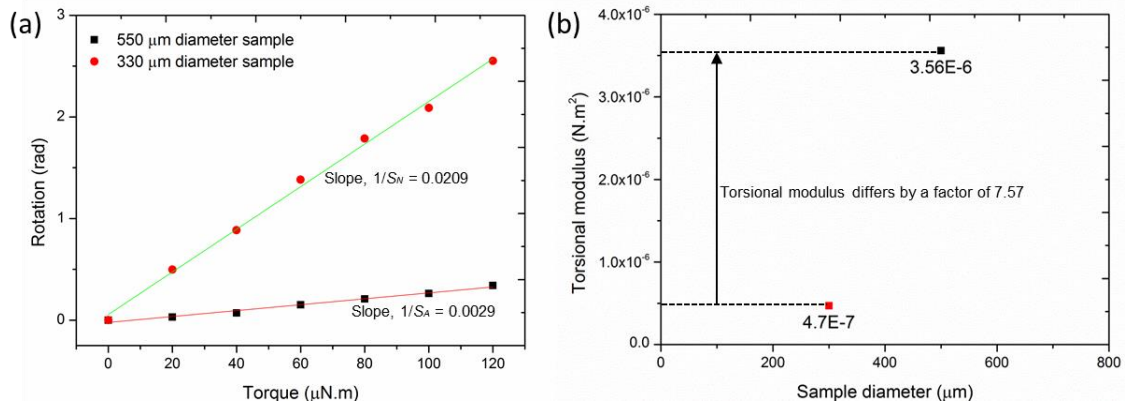 (a)
3
2
1
0
Rotation (rad)
550 μm diameter sample
330 μm diameter sample
Slope, 1/SN = 0.0209
Slope, 1/SA = 0.0029
0 20 40 60 80 100 120
Torque (μN.m)
(b)
4.0x10⁻⁶
3.0x10⁻⁶
2.0x10⁻⁶
1.0x10⁻⁶
0.0
Torsional modulus (N.m²)
3.56E-6
Torsional modulus differs by a factor of 7.57
4.7E-7
0 200 400 600 800
Sample diameter (μm)